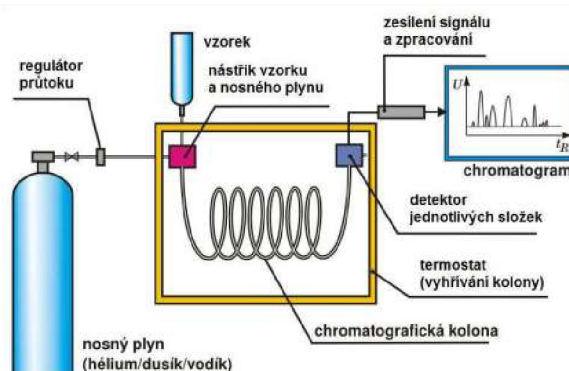 vzorek
zesílení signálu
a zpracování
regulátor
průtoku
nástřik vzorku
a nosného plynu
U
t_R
chromatogram
detektor
jednotlivých složek
termostat
(vyhřívání kolony)
chromatografická kolona
nosný plyn
(hélium/dusík/vodík)